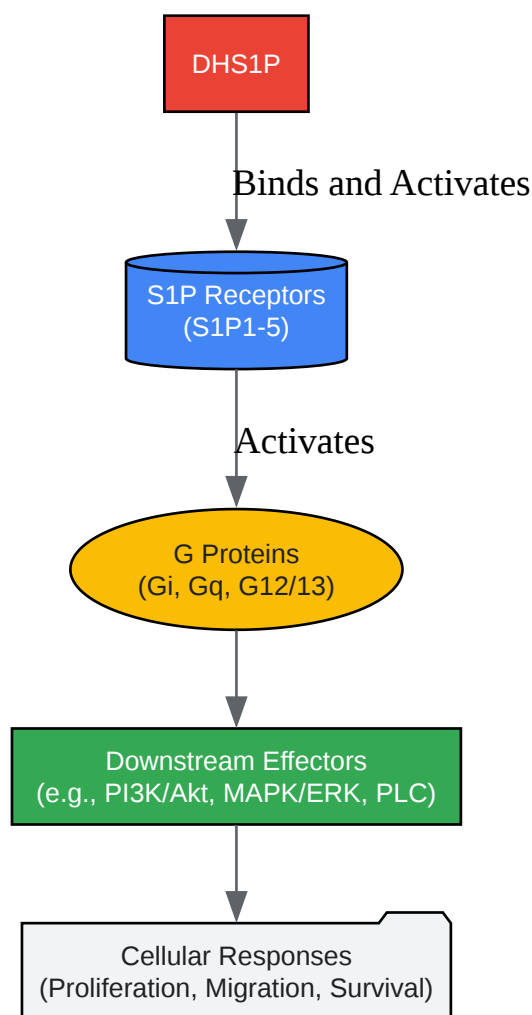 DHS1P
Binds and Activates
S1P Receptors
(S1P1-5)
Activates
G Proteins
(Gi, Gq, G12/13)
Downstream Effectors
(e.g., PI3K/Akt, MAPK/ERK, PLC)
Cellular Responses
(Proliferation, Migration, Survival)